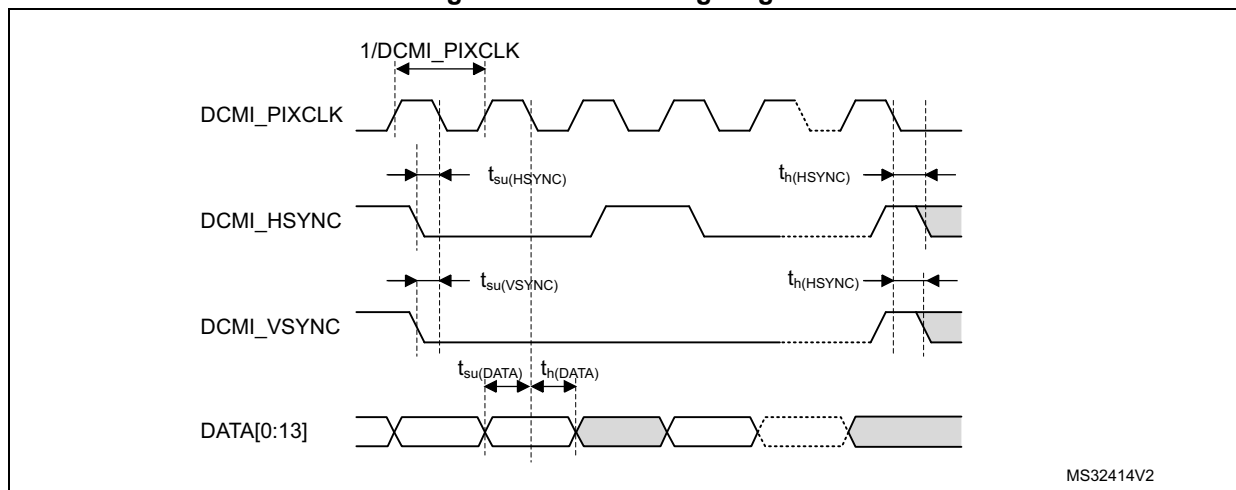 1/DCMI_PIXCLK
DCMI_PIXCLK
tsu(HSYNC)
th(HSYNC)
DCMI_HSYNC
tsu(VSYNC)
th(HSYNC)
DCMI_VSYNC
tsu(DATA) th(DATA)
DATA[0:13]
MS32414V2